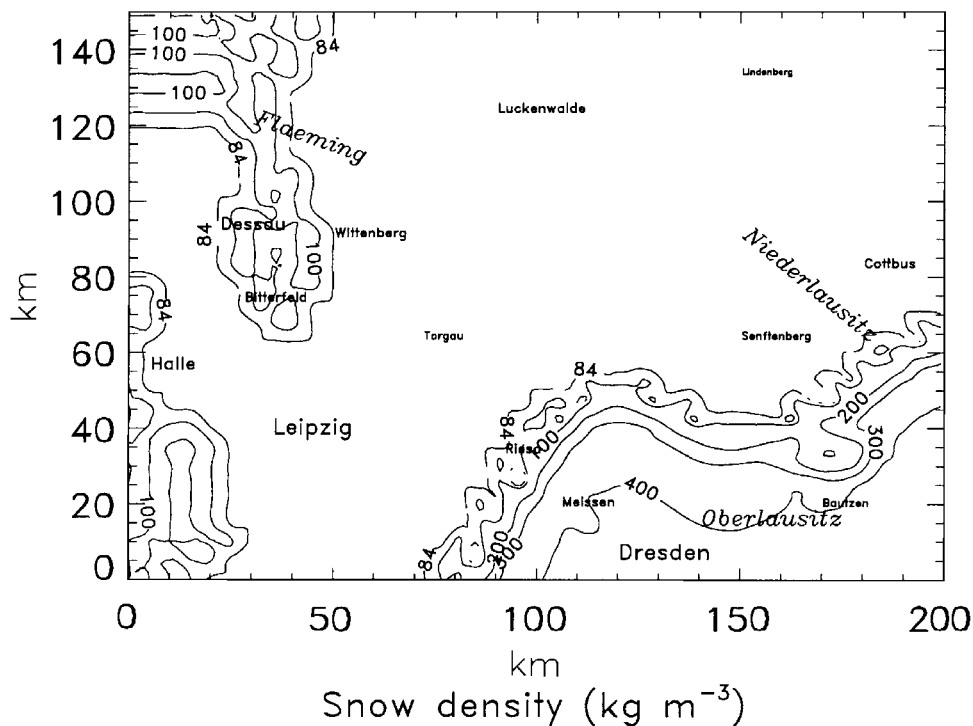 140
120
100
80
60
40
20
0
km
100
100
84
Lindenberg
100
Luckenwalde
Flaeming
84
Dessau
84
Wittenberg
100
Niederlausitz
Cottbus
Bitterfeld
84
Torgau
Senftenberg
Halle
84
200
Leipzig
84
100
300
Riesa
400
Meissen
Bautzen
100
Oberlausitz
200
300
84
Dresden
0
50
100
150
200
km
Snow density (kg m⁻³)